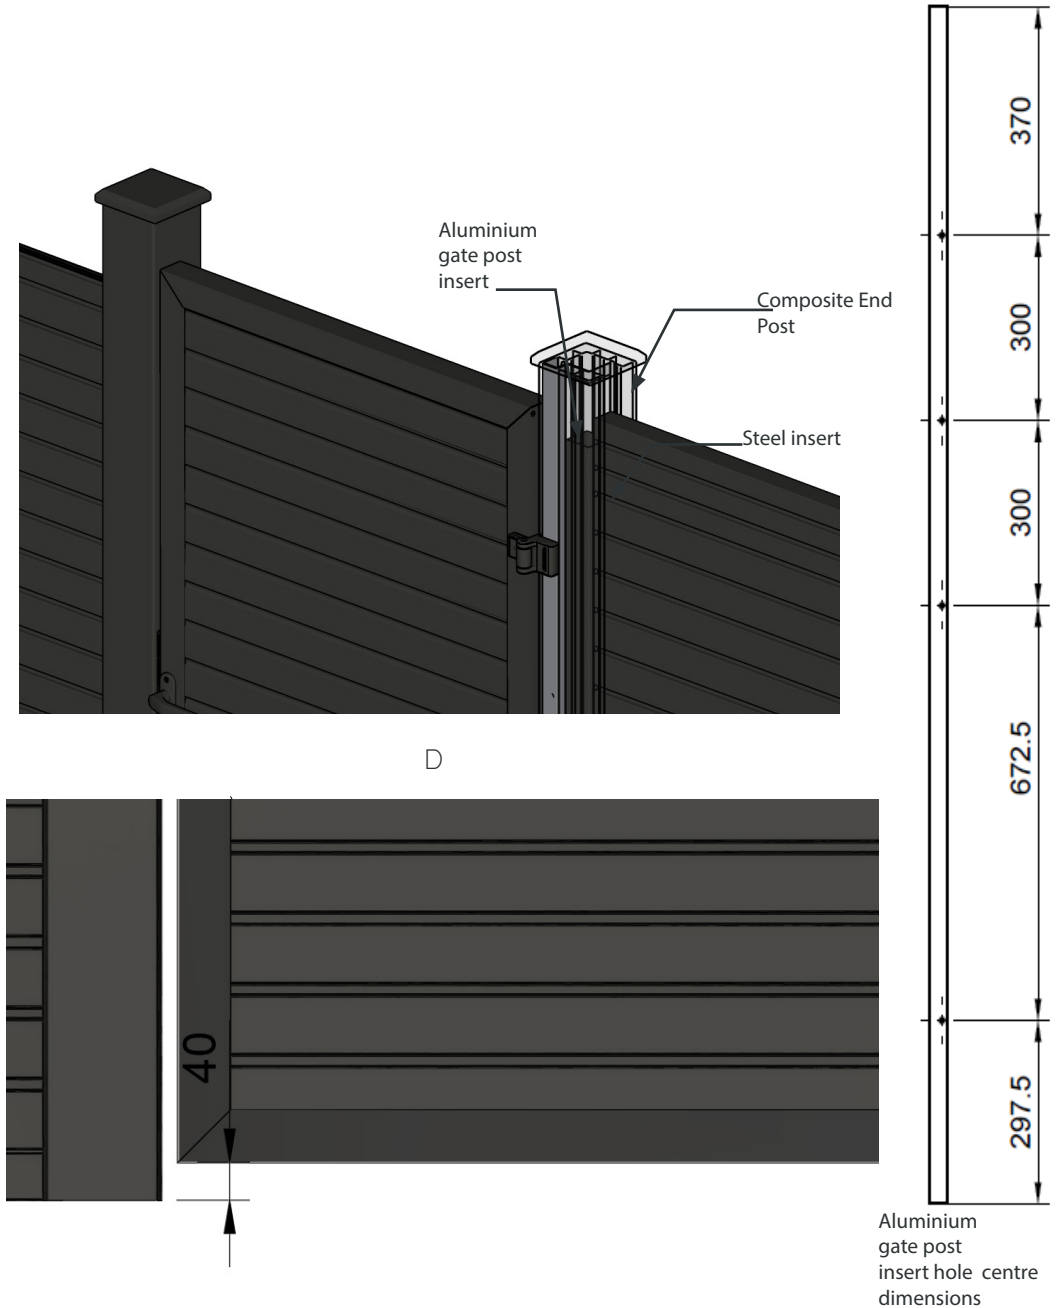 370
Aluminium
gate post
insert
Composite End
Post
300
Steel insert
300
D
672.5
40
297.5
Aluminium
gate post
insert hole centre
dimensions